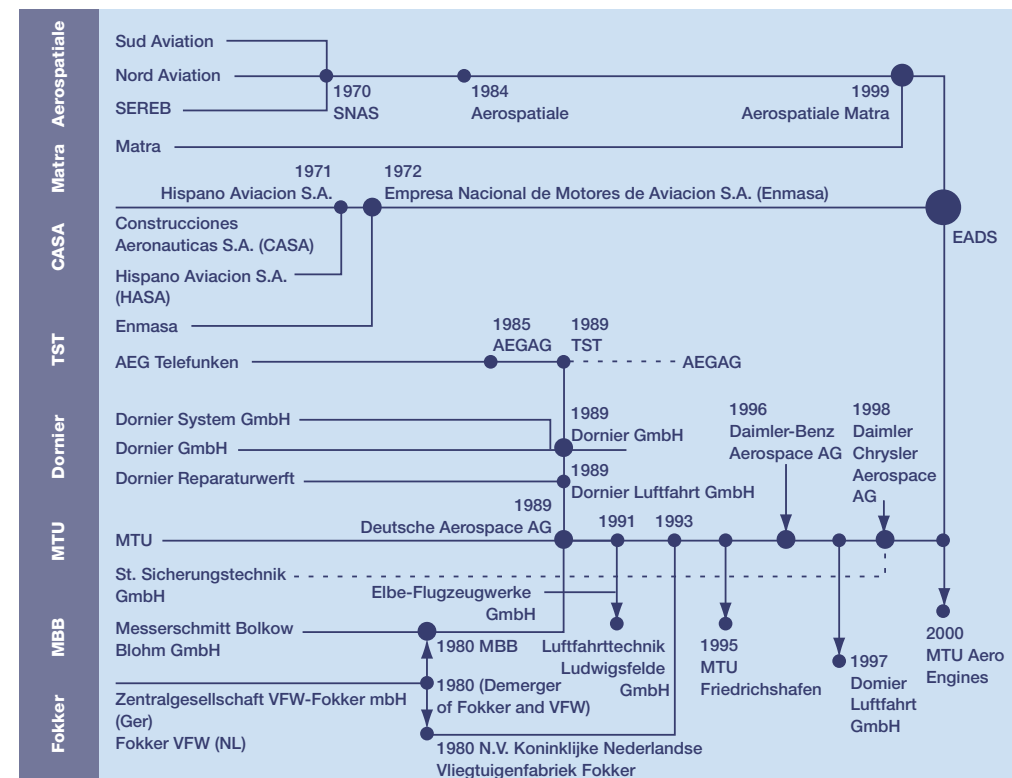 Aerospatiale
Sud Aviation
Nord Aviation
SEREB
1970
SNAS
1984
Aerospatiale
1999
Aerospatiale Matra
Matra
Matra
1971
Hispano Aviacion S.A.
1972
Empresa Nacional de Motores de Aviacion S.A. (Enmasa)
EADS
CASA
Construcciones
Aeronauticas S.A. (CASA)
Hispano Aviacion S.A.
(HASA)
Enmasa
TST
AEG Telefunken
1985
AEGAG
1989
TST
AEGAG
Dornier
Dornier System GmbH
Dornier GmbH
Dornier Reparaturwerft
1989
Dornier GmbH
1989
Dornier Luftfahrt GmbH
1996
Daimler-Benz
Aerospace AG
1998
Daimler
Chrysler
Aerospace
AG
MTU
MTU
1989
Deutsche Aerospace AG
1991
1993
St. Sicherungstechnik
GmbH
Elbe-Flugzeugwerke
GmbH
Luftfahrttechnik
Ludwigsfelde
GmbH
1995
MTU
Friedrichshafen
1997
Domier
Luftfahrt
GmbH
2000
MTU Aero
Engines
MBB
Messerschmitt Bolkow
Blohm GmbH
1980 MBB
Fokker
Zentralgesellschaft VFW-Fokker mbH
(Ger)
Fokker VFW (NL)
1980 (Demerger
of Fokker and VFW)
1980 N.V. Koninklijke Nederlandse
Vliegtuigenfabriek Fokker